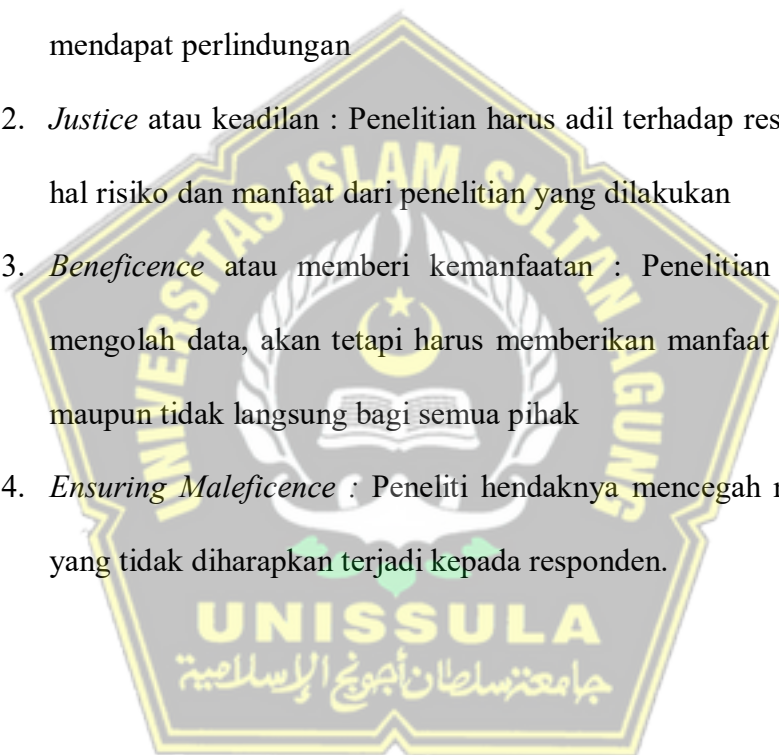 mendapat perlindungan
2. Justice atau keadilan : Penelitian harus adil terhadap res
hal risiko dan manfaat dari penelitian yang dilakukan
3. Beneficence atau memberi kemanfaatan : Penelitian
mengolah data, akan tetapi harus memberikan manfaat
maupun tidak langsung bagi semua pihak
4. Ensuring Maleficence : Peneliti hendaknya mencegah
yang tidak diharapkan terjadi kepada responden.
UNIVERSITAS ISLAM SULTAN AGUNG
UNISSULA
جامعة سلطان أجونج الإسلامية